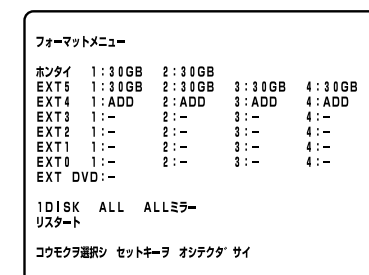 フォーマットメニュー
ホンタイ 1:30GB 2:30GB
EXT5 1:30GB 2:30GB 3:30GB 4:30GB
EXT4 1:ADD 2:ADD 3:ADD 4:ADD
EXT3 1:− 2:− 3:− 4:−
EXT2 1:− 2:− 3:− 4:−
EXT1 1:− 2:− 3:− 4:−
EXT0 1:− 2:− 3:− 4:−
EXT DVD:−
1DISK ALL ALLミラー
リスタート
コウモクヲ選択シ セットキーヲ オシテクダサイ